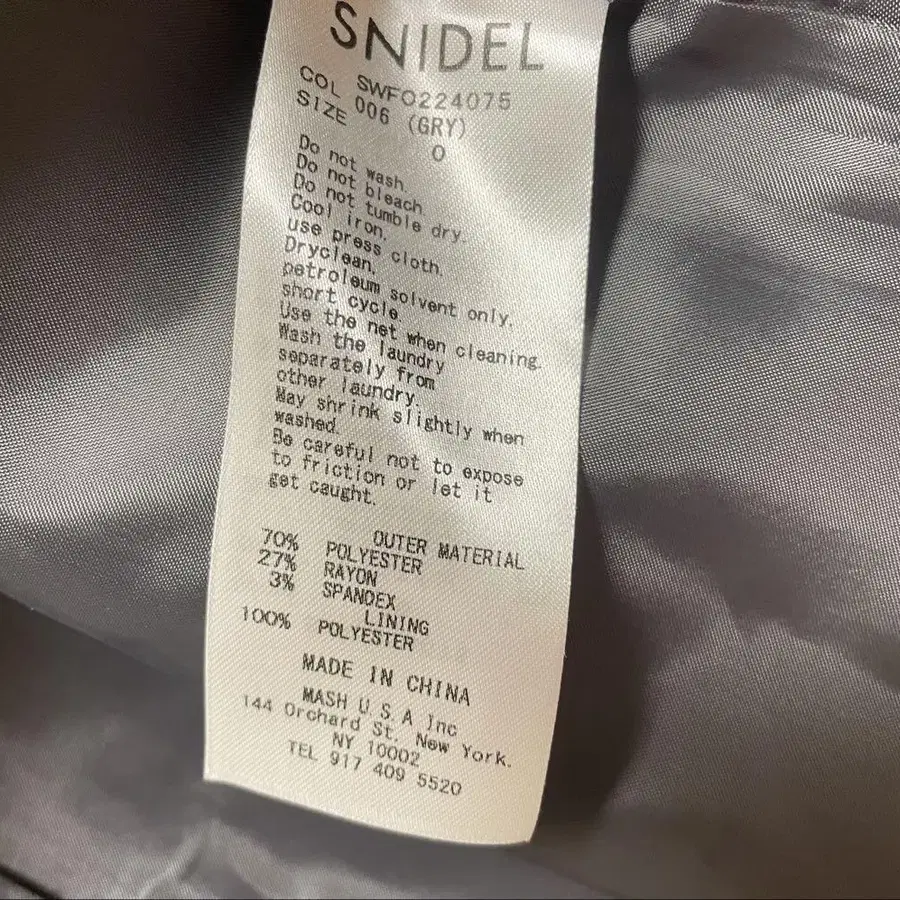 SNIDEL
SWFO224075
COL 006 (GRY)
SIZE 0
Do not wash.
Do not bleach.
Do not tumble dry.
Cool iron.
use press cloth.
Dryclean.
petroleum solvent only.
short cycle.
Use the net when cleaning.
Wash the laundry
separately from
other laundry.
May shrink slightly when
washed.
Be careful not to expose
to friction or let it
get caught.
OUTER MATERIAL
70% POLYESTER
27% RAYON
3% SPANDEX
LINING
100% POLYESTER
MADE IN CHINA
MASH U.S.A Inc
144 Orchard St. New York.
NY 10002
TEL 917 409 5520